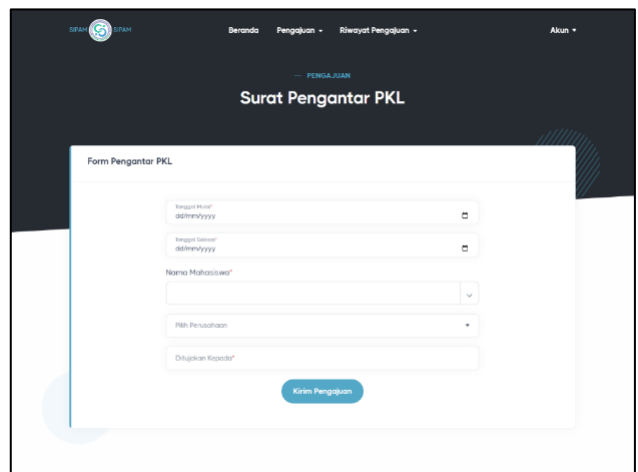 SIPAM SIPAM Beranda Pengajuan Riwayat Pengajuan Akun
— PENGAJUAN
Surat Pengantar PKL
Form Pengantar PKL
Tanggal Mulai*
dd/mm/yyyy
Tanggal Selesai*
dd/mm/yyyy
Nama Mahasiswa*
Pilih Perusahaan
Ditujukan Kepada*
Kirim Pengajuan